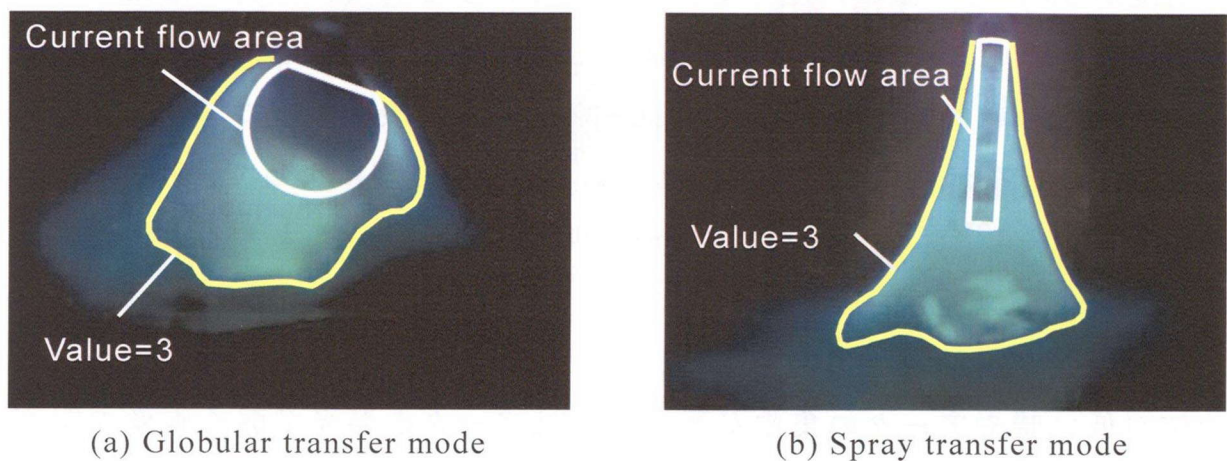 Current flow area
Value=3
(a) Globular transfer mode
Current flow area
Value=3
(b) Spray transfer mode